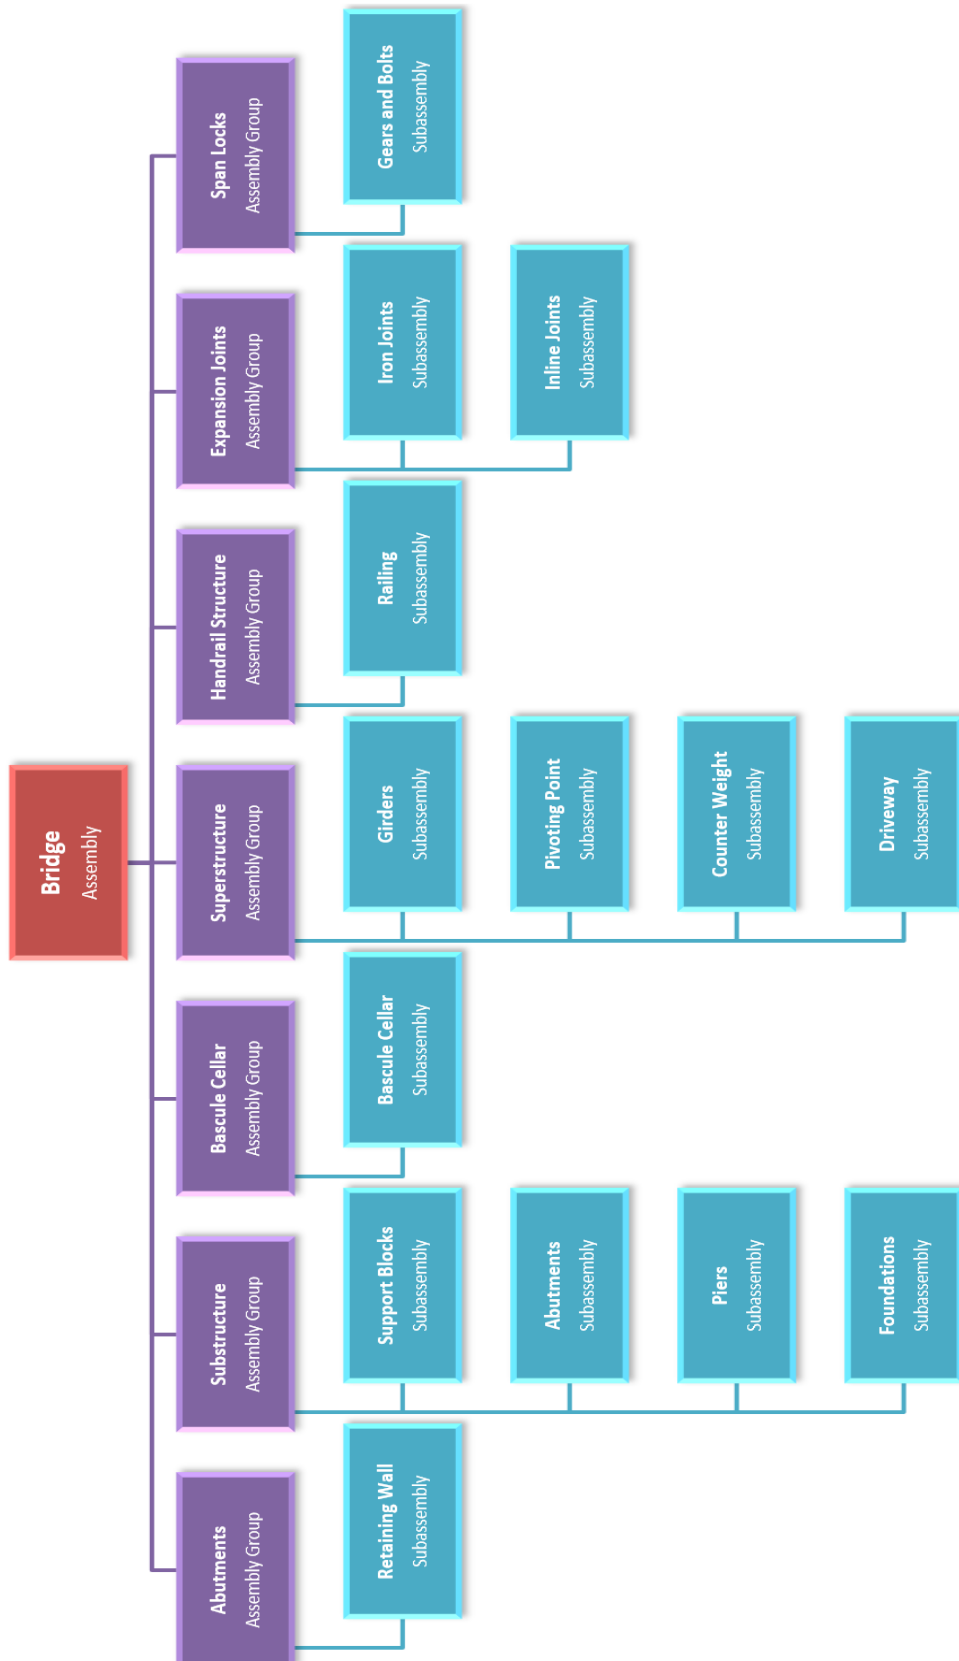 Bridge
Assembly
Abutments
Assembly Group
Substructure
Assembly Group
Bascule Cellar
Assembly Group
Superstructure
Assembly Group
Handrail Structure
Assembly Group
Expansion Joints
Assembly Group
Span Locks
Assembly Group
Retaining Wall
Subassembly
Support Blocks
Subassembly
Bascule Cellar
Subassembly
Girders
Subassembly
Railing
Subassembly
Iron Joints
Subassembly
Gears and Bolts
Subassembly
Abutments
Subassembly
Pivoting Point
Subassembly
Inline Joints
Subassembly
Piers
Subassembly
Counter Weight
Subassembly
Foundations
Subassembly
Driveway
Subassembly